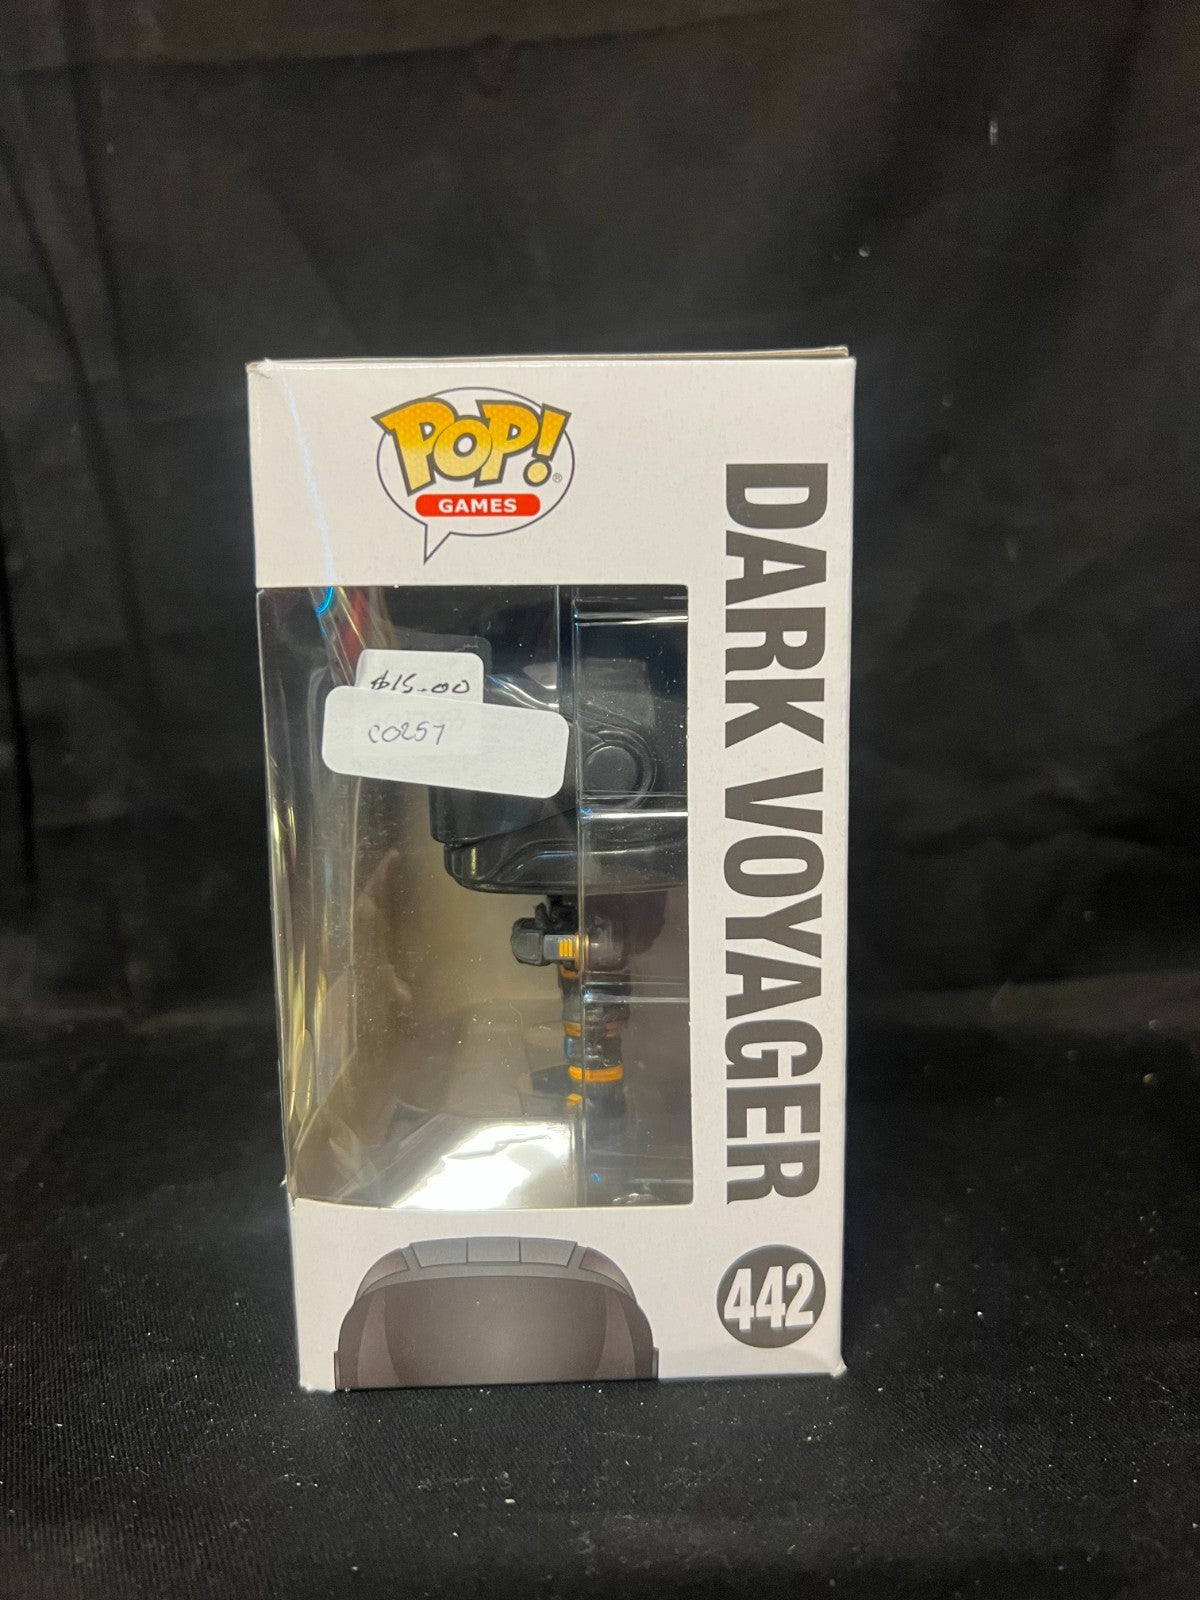 POP!®
GAMES
$15.00
C0257
DARK VOYAGER
442